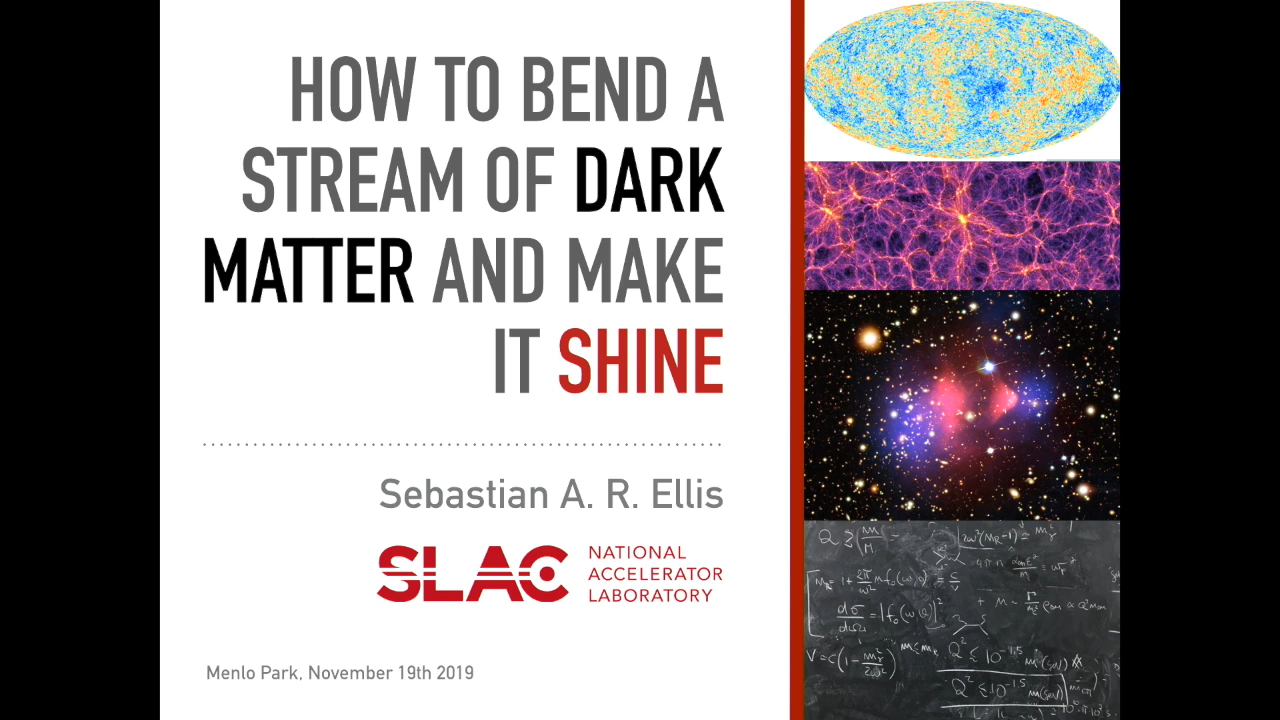 HOW TO BEND A
STREAM OF DARK
MATTER AND MAKE
IT SHINE
Sebastian A. R. Ellis
SLAC
NATIONAL
ACCELERATOR
LABORATORY
Menlo Park, November 19th 2019